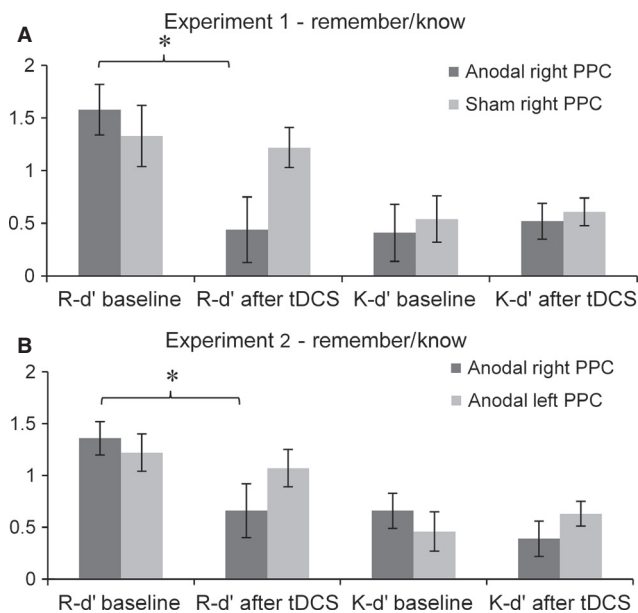 A
Experiment 1 - remember/know
*
2
1.5
1
0.5
0
Anodal right PPC
Sham right PPC
R-d' baseline R-d' after tDCS K-d' baseline K-d' after tDCS
B
Experiment 2 - remember/know
*
2
1.5
1
0.5
0
Anodal right PPC
Anodal left PPC
R-d' baseline R-d' after tDCS K-d' baseline K-d' after tDCS